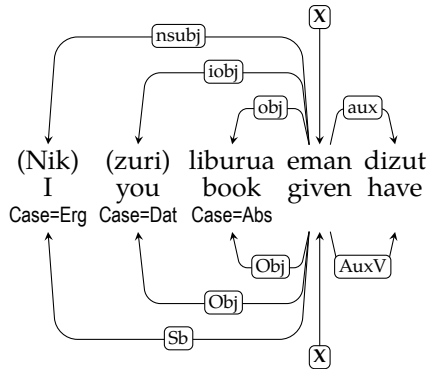 X
nsubj
iobj
obj aux
(Nik) (zuri) liburua eman dizut
I you book given have
Case=Erg Case=Dat Case=Abs
Obj AuxV
Obj
Sb
X